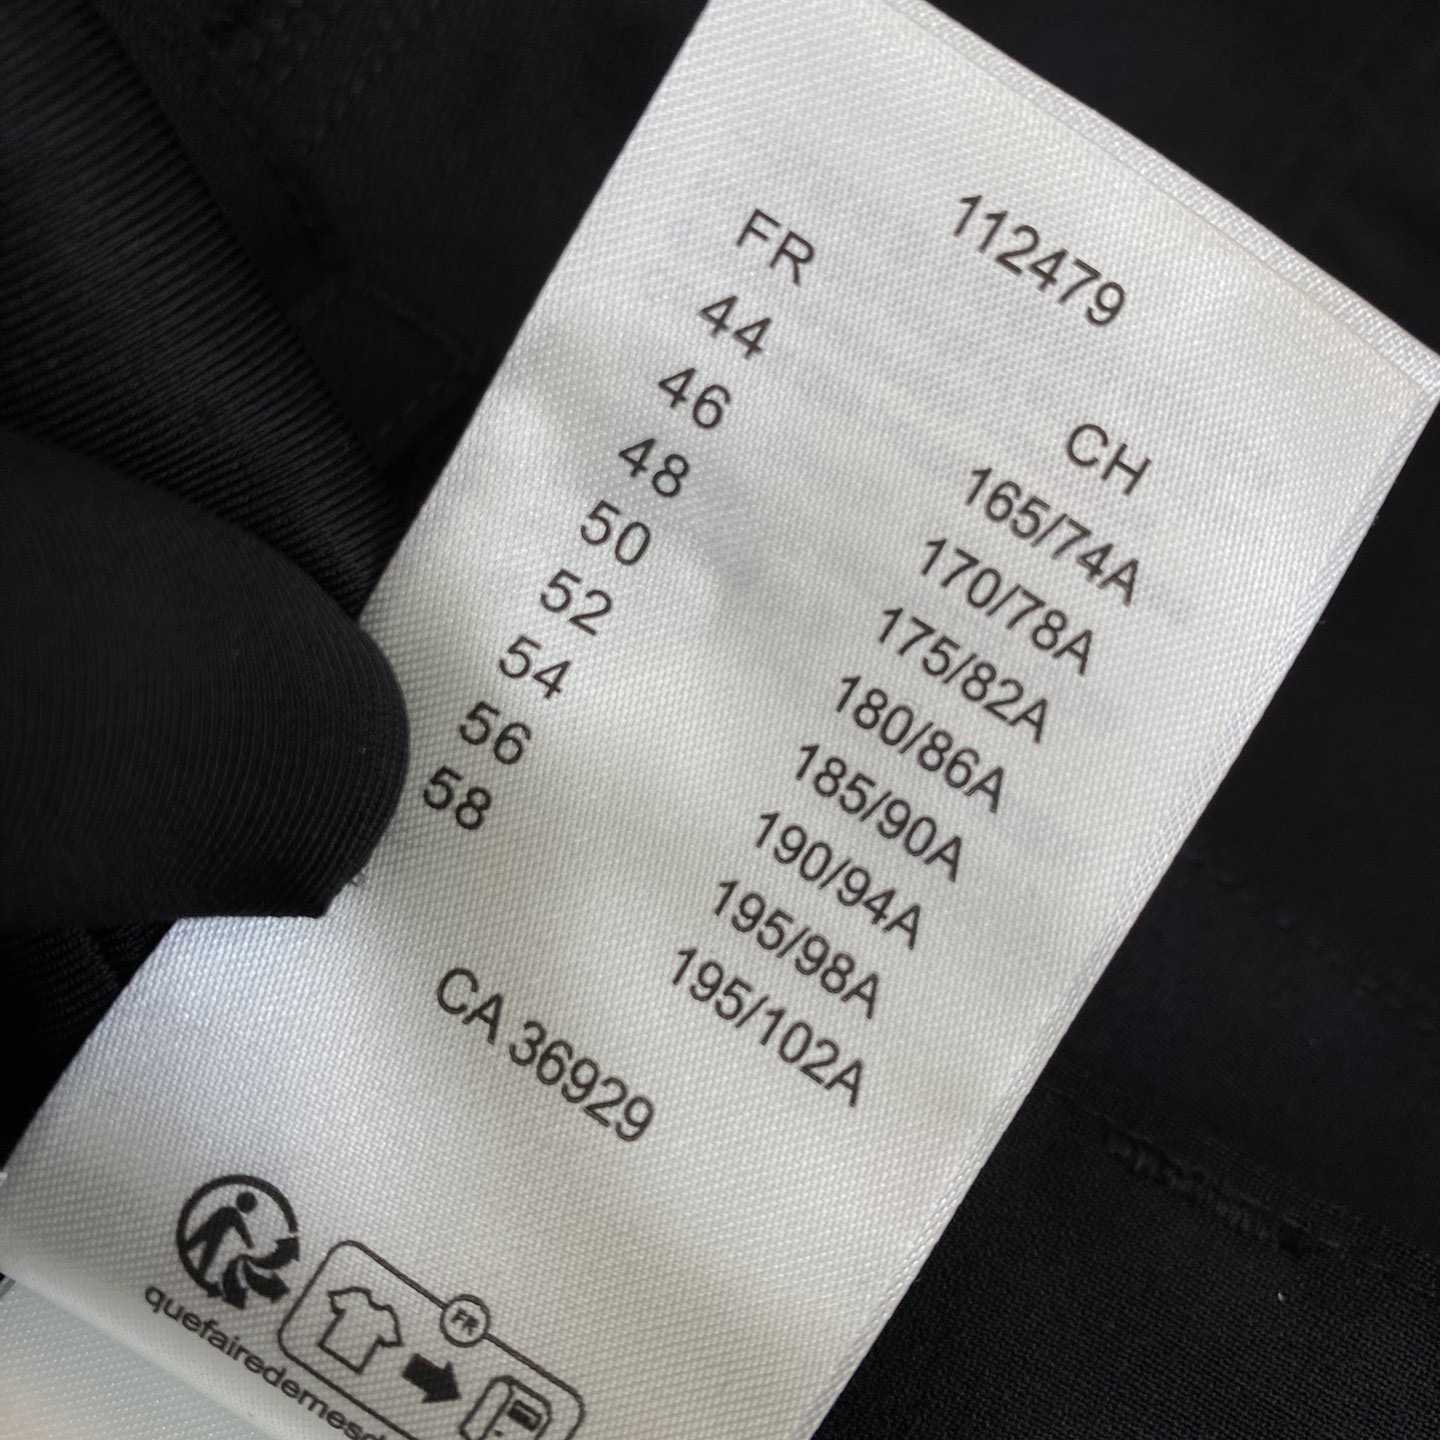 112479
FR CH
44 165/74A
46 170/78A
48 175/82A
50 180/86A
52 185/90A
54 190/94A
56 195/98A
58 195/102A
CA 36929
FR
quefairedemesd